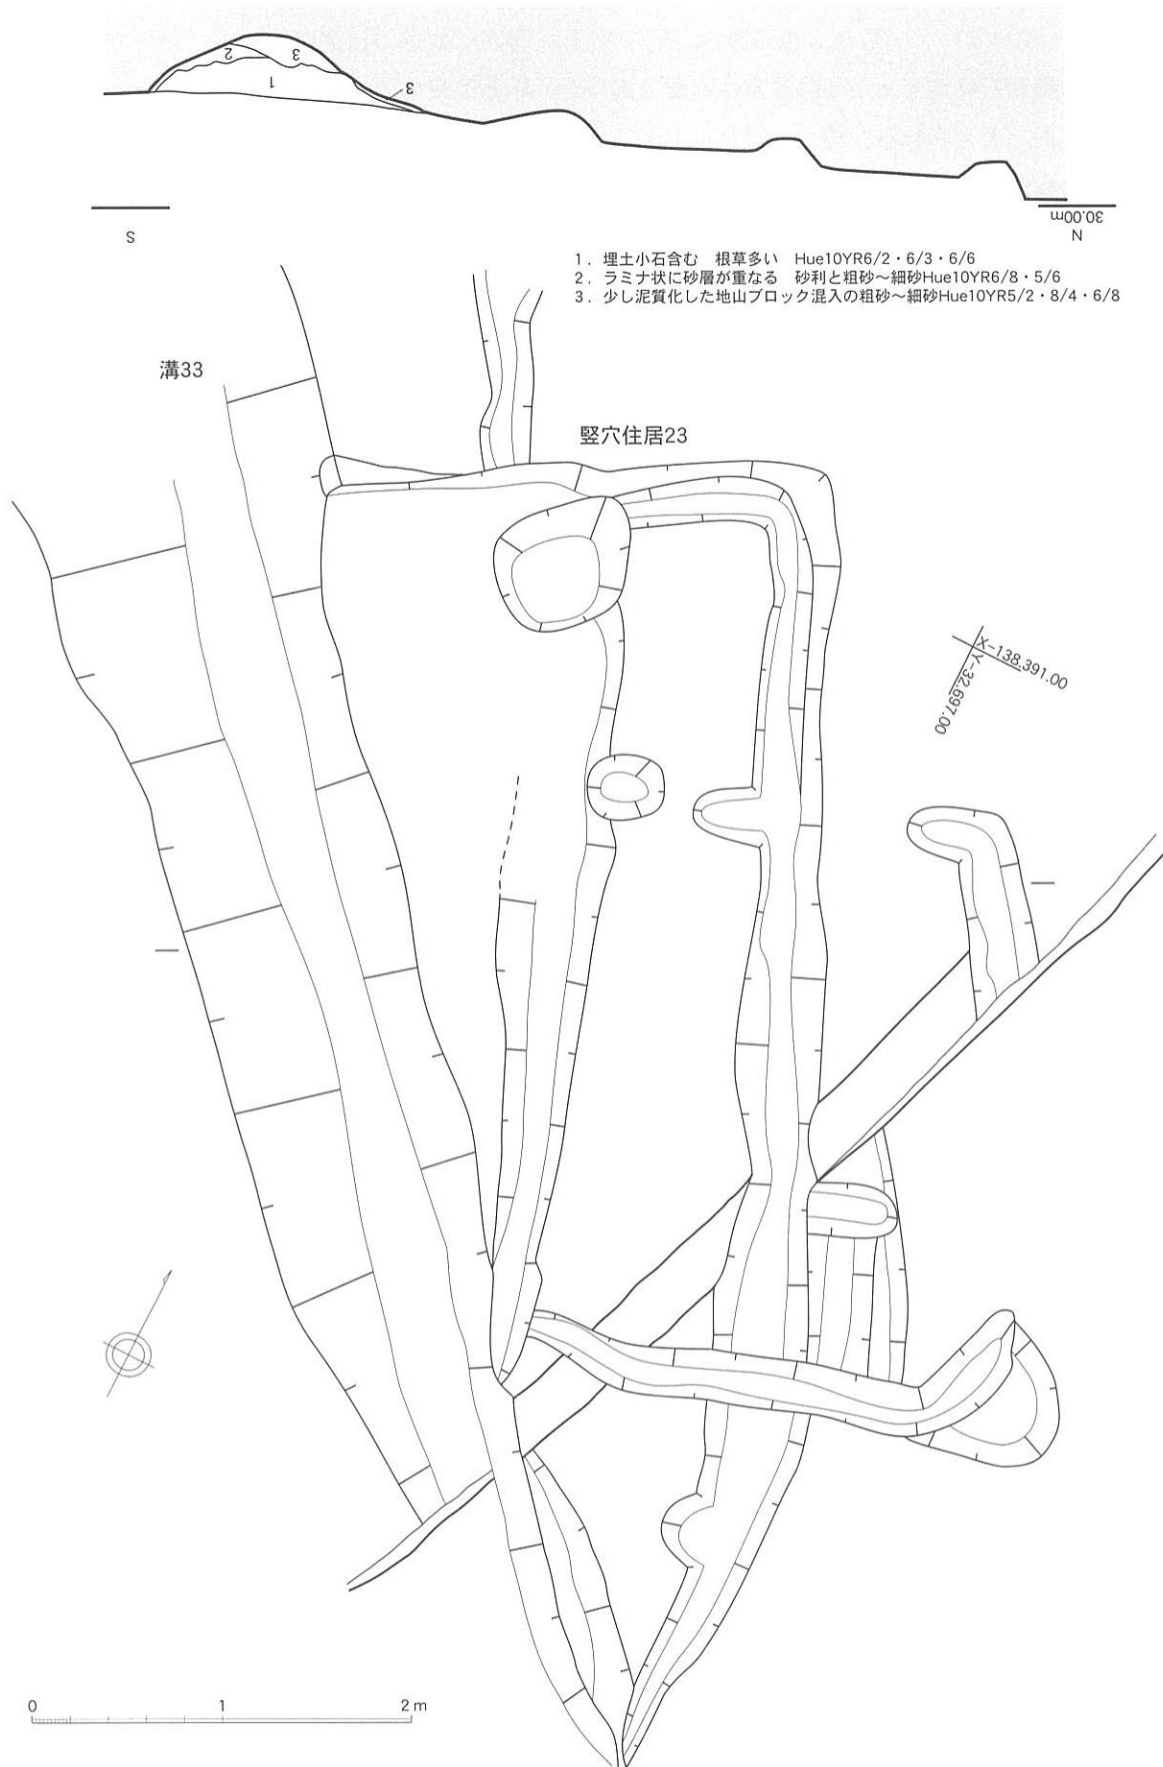 2
3
1
3
30.00m
S
N
1．埋土小石含む　根草多い　Hue10YR6/2・6/3・6/6
2．ラミナ状に砂層が重なる　砂利と粗砂～細砂Hue10YR6/8・5/6
3．少し泥質化した地山ブロック混入の粗砂～細砂Hue10YR5/2・8/4・6/8
溝33
竪穴住居23
X-138,391.00
Y-32,697.00
0 1 2 m